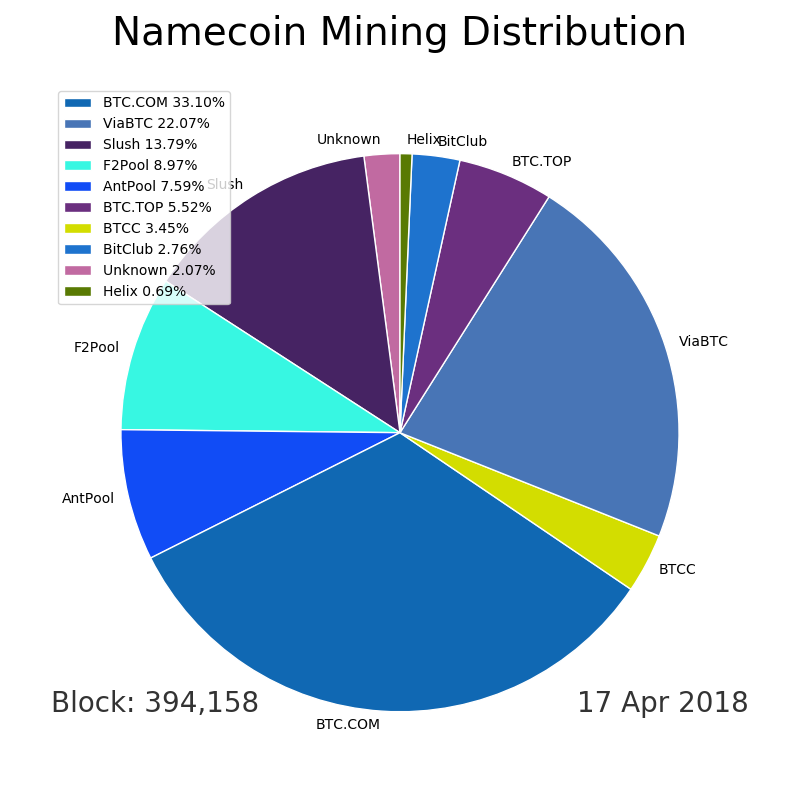 Namecoin Mining Distribution
BTC.COM 33.10%
ViaBTC 22.07%
Slush 13.79%
F2Pool 8.97%
AntPool 7.59%
BTC.TOP 5.52%
BTCC 3.45%
BitClub 2.76%
Unknown 2.07%
Helix 0.69%
Unknown
Helix
BitClub
BTC.TOP
Slush
ViaBTC
F2Pool
AntPool
BTCC
Block: 394,158
17 Apr 2018
BTC.COM